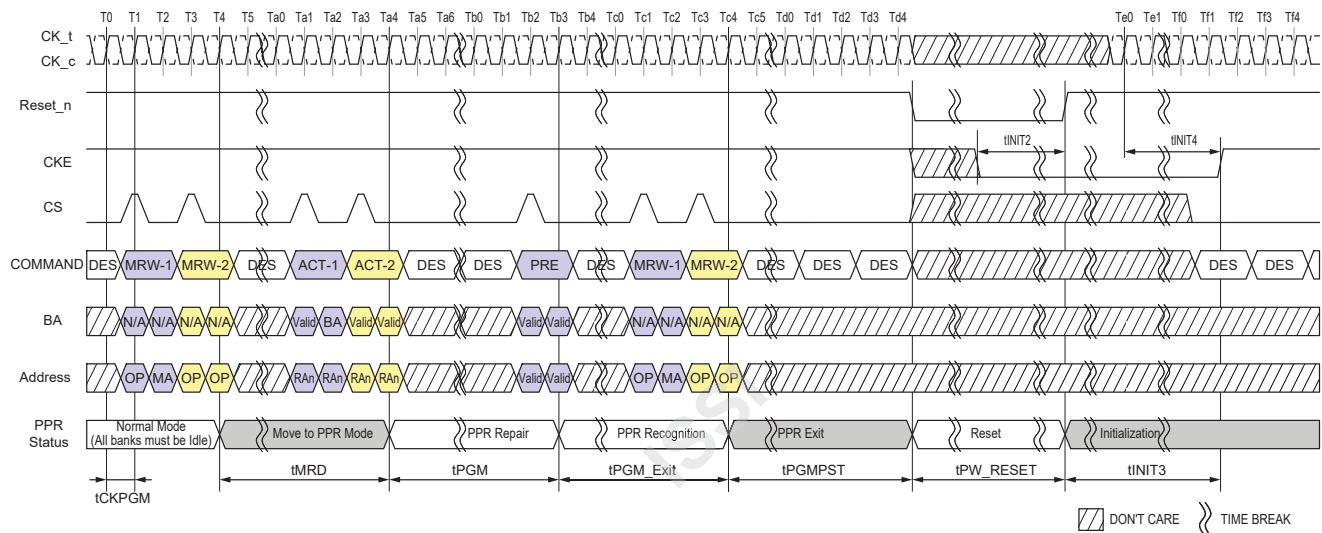 T0 T1 T2 T3 T4 T5 Ta0 Ta1 Ta2 Ta3 Ta4 Ta5 Ta6 Tb0 Tb1 Tb2 Tb3 Tb4 Tc0 Tc1 Tc2 Tc3 Tc4 Tc5 Td0 Td1 Td2 Td3 Td4 Te0 Te1 Tf0 Tf1 Tf2 Tf3 Tf4
CK_t
CK_c
Reset_n
CKE tINIT2 tINIT4
CS
COMMAND DES MRW-1 MRW-2 DES ACT-1 ACT-2 DES DES PRE DES MRW-1 MRW-2 DES DES DES DES DES
BA N/A N/A N/A N/A Valid BA Valid Valid Valid Valid N/A N/A N/A N/A
Address OP MA OP OP RAn RAn RAn RAn Valid Valid OP MA OP OP
PPR Status Normal Mode (All banks must be Idle) Move to PPR Mode PPR Repair PPR Recognition PPR Exit Reset Initialization
tCKPGM tMRD tPGM tPGM_Exit tPGMPST tPW_RESET tINIT3
ISSI
DON'T CARE TIME BREAK